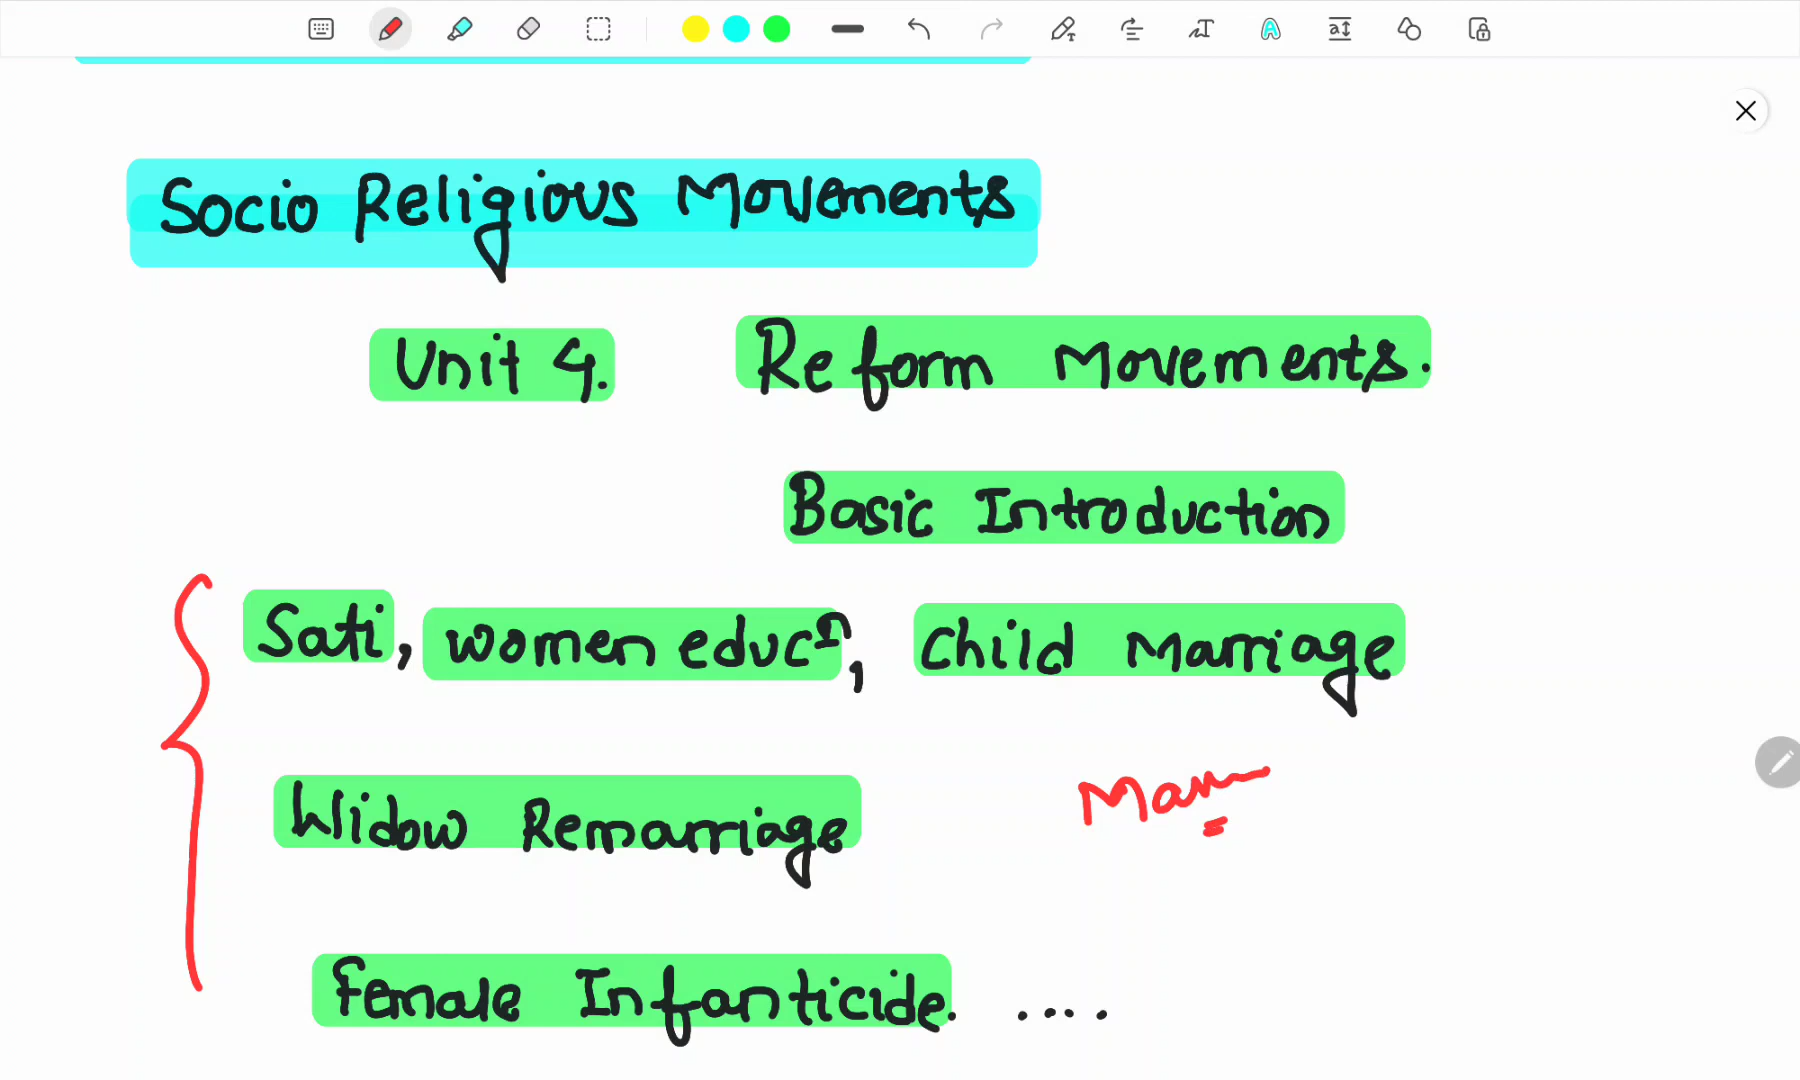 Socio Religious Movements
Unit 4. Reform Movements.
Basic Introduction
Sati, women educⁿ, Child Marriage
Widow Remarriage
Female Infanticide. .....